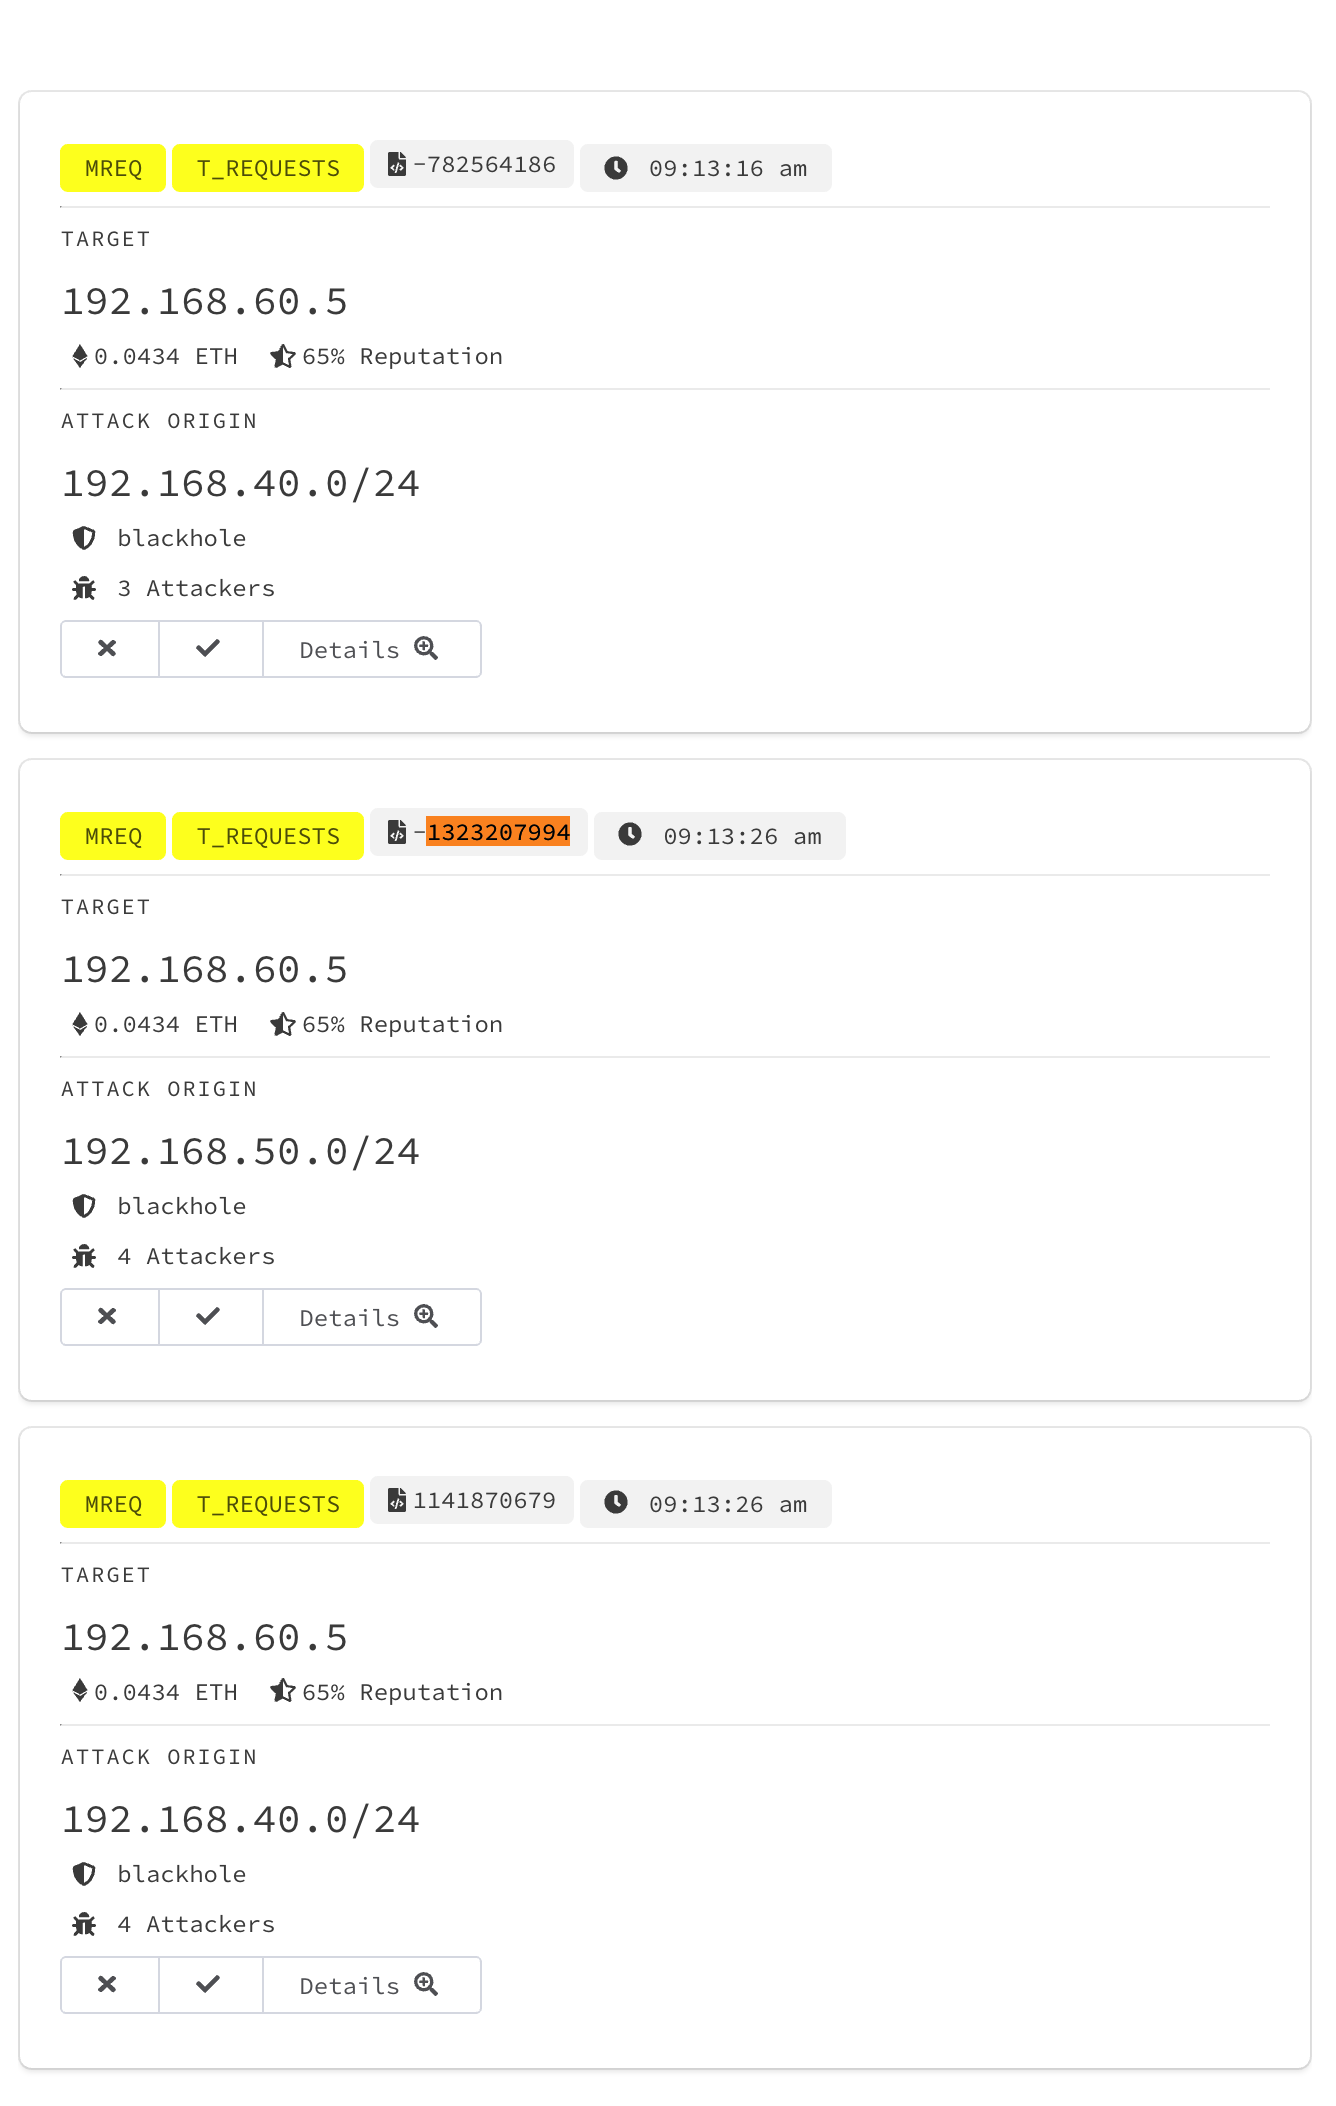 MREQ T_REQUESTS -782564186 09:13:16 am
TARGET
192.168.60.5
0.0434 ETH 65% Reputation
ATTACK ORIGIN
192.168.40.0/24
blackhole
3 Attackers
Details
MREQ T_REQUESTS -1323207994 09:13:26 am
TARGET
192.168.60.5
0.0434 ETH 65% Reputation
ATTACK ORIGIN
192.168.50.0/24
blackhole
4 Attackers
Details
MREQ T_REQUESTS 1141870679 09:13:26 am
TARGET
192.168.60.5
0.0434 ETH 65% Reputation
ATTACK ORIGIN
192.168.40.0/24
blackhole
4 Attackers
Details